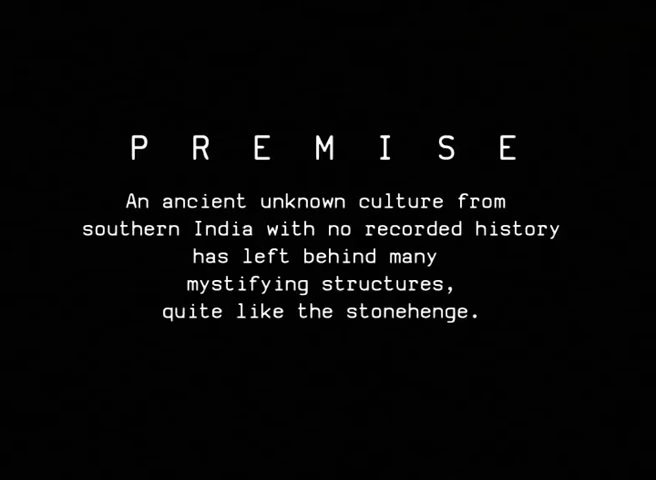 PREMISE
An ancient unknown culture from
southern India with no recorded history
has left behind many
mystifying structures,
quite like the stonehenge.